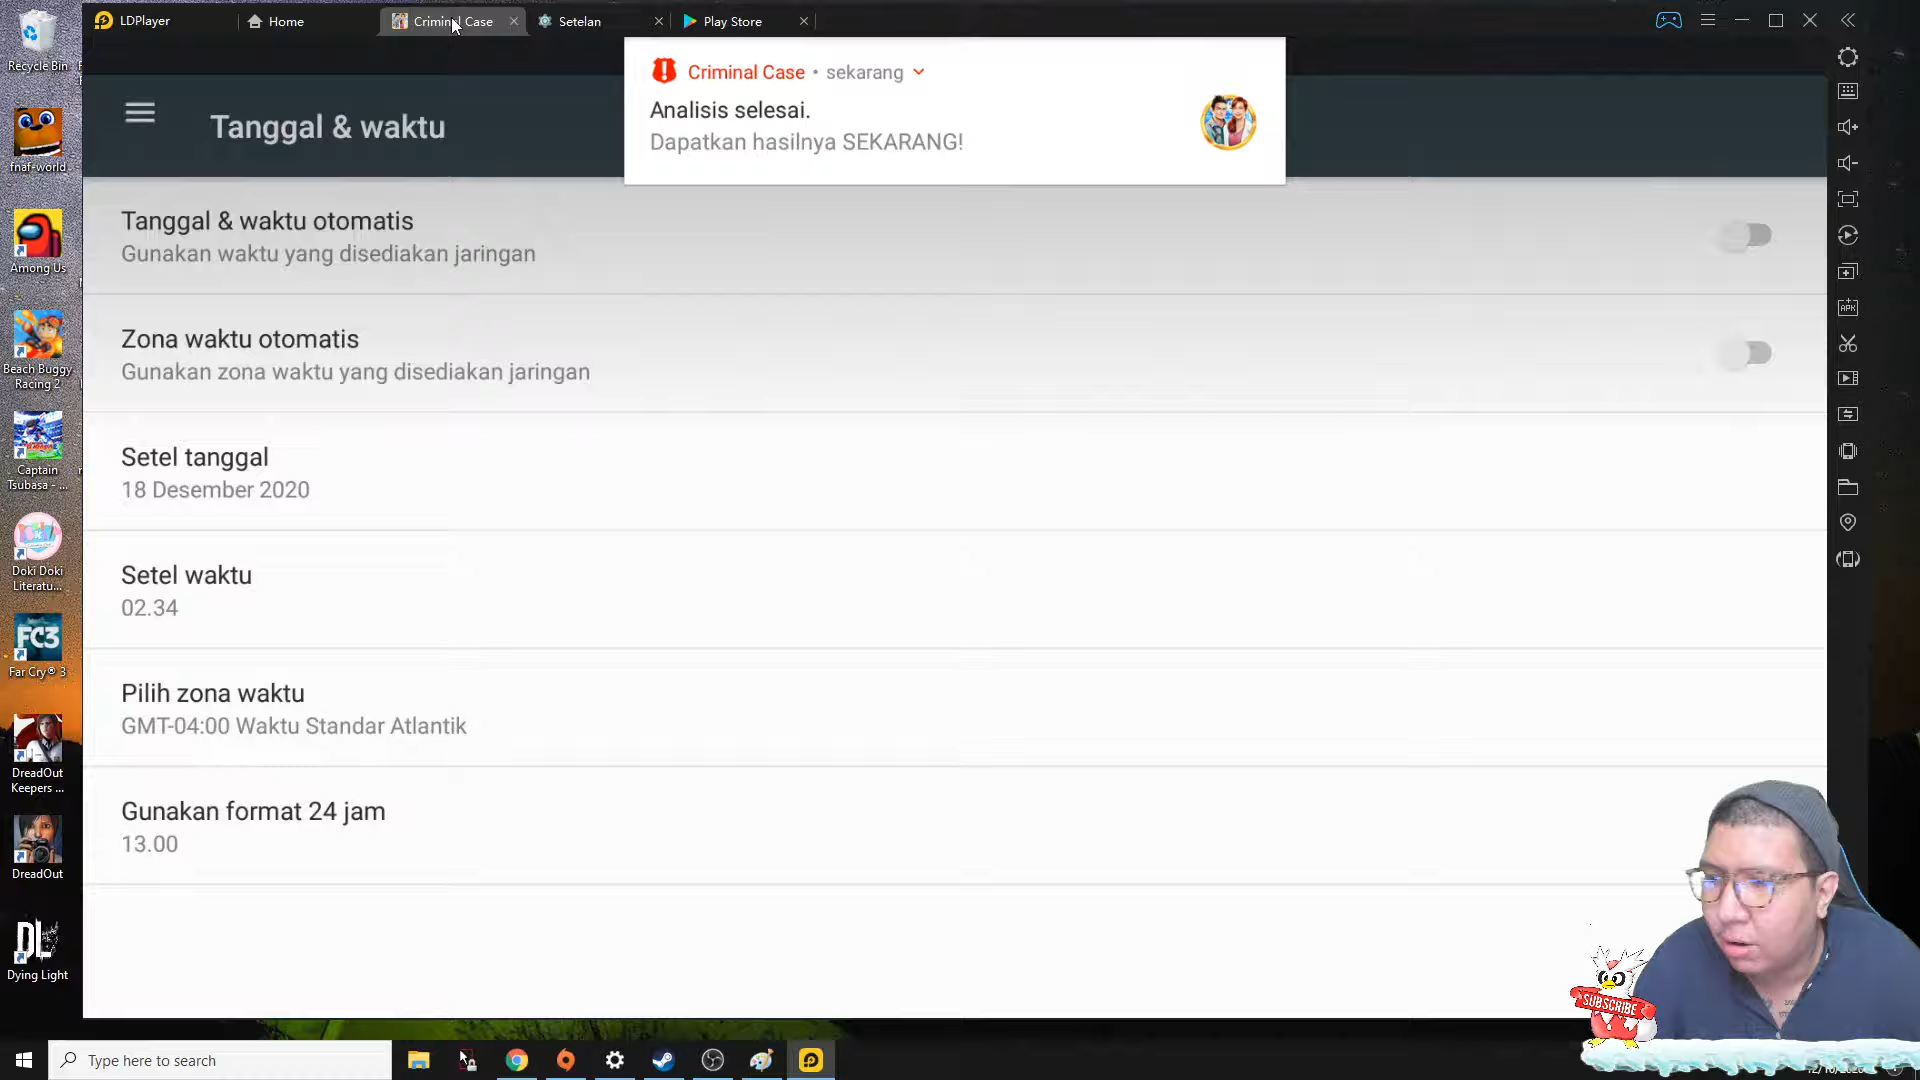 LDPlayer
Home
Criminal Case
Setelan
Play Store
Criminal Case • sekarang
Analisis selesai.
Dapatkan hasilnya SEKARANG!
Tanggal & waktu
Tanggal & waktu otomatis
Gunakan waktu yang disediakan jaringan
Zona waktu otomatis
Gunakan zona waktu yang disediakan jaringan
Setel tanggal
18 Desember 2020
Setel waktu
02.34
Pilih zona waktu
GMT-04:00 Waktu Standar Atlantik
Gunakan format 24 jam
13.00
Recycle Bin
fnaf-world
Among Us
Beach Buggy
Racing 2
Captain
Tsubasa - ...
Doki Doki
Literatu...
FC3
Far Cry® 3
DreadOut
Keepers ...
DreadOut
DL
Dying Light
APK
SUBSCRIBE
Type here to search